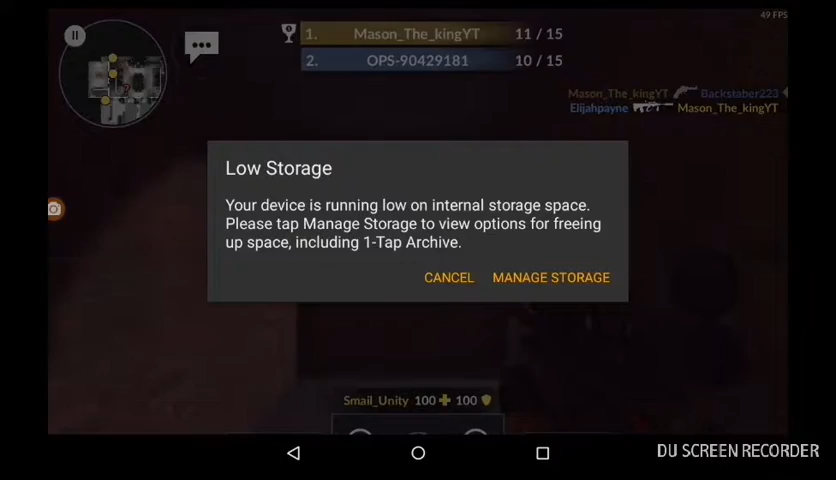 49 FPS
1. Mason_The_kingYT 11 / 15
2. OPS-90429181 10 / 15
Mason_The_kingYT Backstaber223
Elijahpayne Mason_The_kingYT
Low Storage
Your device is running low on internal storage space.
Please tap Manage Storage to view options for freeing
up space, including 1-Tap Archive.
CANCEL MANAGE STORAGE
Smail_Unity 100 100
DU SCREEN RECORDER